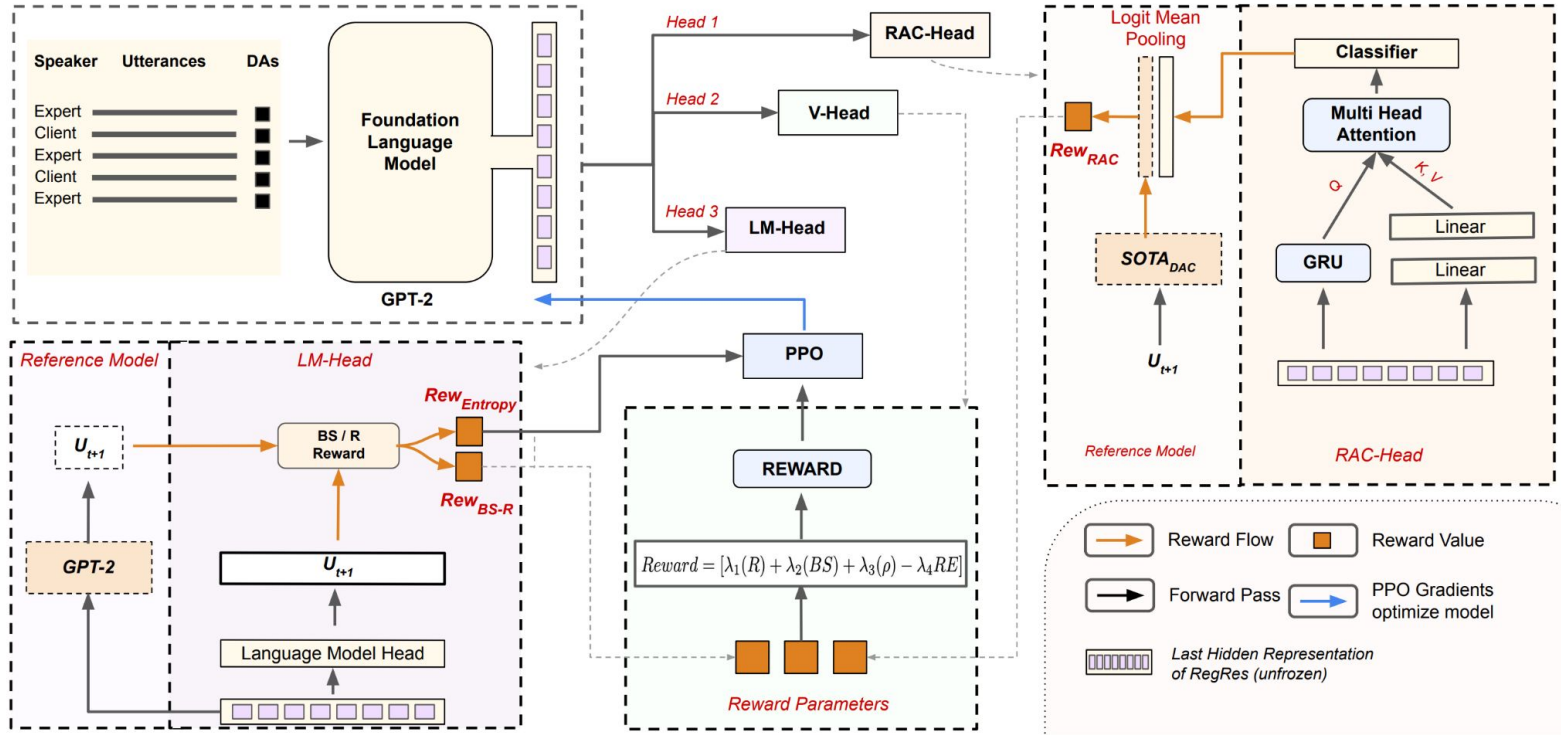 Speaker Utterances DAs
Expert
Client
Expert
Client
Expert
Foundation
Language
Model
GPT-2
Head 1
RAC-Head
Head 2
V-Head
Head 3
LM-Head
Logit Mean
Pooling
Classifier
Multi Head
Attention
Rew_RAC
Q
K, V
SOTA_DAC
GRU
Linear
Linear
U_t+1
Reference Model
RAC-Head
Reference Model
LM-Head
U_t+1
BS / R
Reward
Rew_Entropy
Rew_BS-R
GPT-2
U_t+1
Language Model Head
PPO
REWARD
Reward = [λ₁(R) + λ₂(BS) + λ₃(ρ) − λ₄RE]
Reward Parameters
Reward Flow
Reward Value
Forward Pass
PPO Gradients
optimize model
Last Hidden Representation
of RegRes (unfrozen)